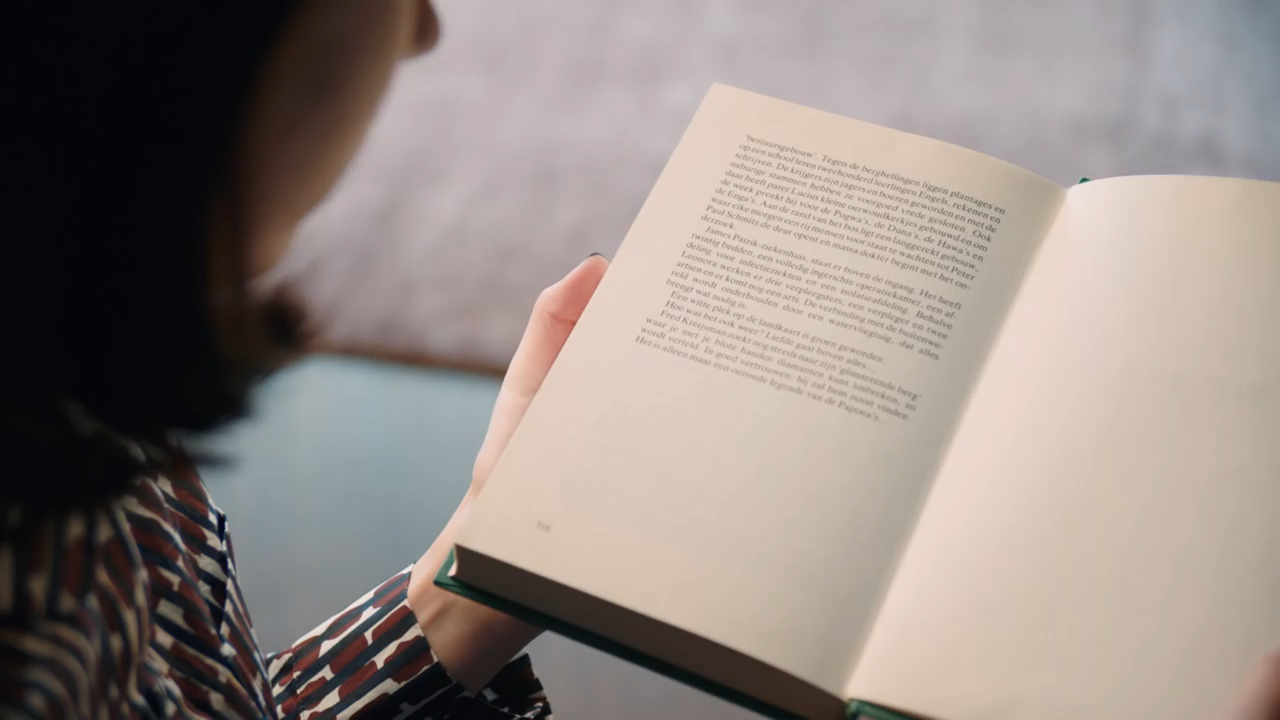 'bestuursgebouw'. Tegen de berghellingen liggen plantages en
op een school leren tweehonderd leerlingen Engels, rekenen en
schrijven. De krijgers zijn jagers en boeren geworden en met de
naburige stammen hebben ze voorgoed vrede gesloten. Ook
daar heeft pater Lucius kleine oerwoudkerkjes gebouwd en om
de week preekt hij voor de Pogwa's, de Duna's, de Hawa's en
de Enga's. Aan de rand van het bos ligt een langgerekt gebouw,
waar elke morgen een rij mensen voor staat te wachten tot Peter
Paul Schmitz de deur opent en massa dokter begint met het on-
derzoek.
James Patrik-ziekenhuis, staat er boven de ingang. Het heeft
twintig bedden, een volledig ingerichte operatiekamer, een af-
deling voor infectieziekten en een isolatieafdeling. Behalve
Leonora werken er drie verpleegsters, een verpleger en twee
artsen en er komt nog een arts. De verbinding met de buitenwe-
reld wordt onderhouden door een watervliegtuig, dat alles
brengt wat nodig is.
Een witte plek op de landkaart is groen geworden.
Hoe was het ook weer? Liefde gaat boven alles...
Fred Kreijsman zoekt nog steeds naar zijn 'glinsterende berg'
waar je met je blote handen diamanten kunt losbreken, zo
wordt verteld. In goed vertrouwen: hij zal hem nooit vinden.
Het is alleen maar een oeroude legende van de Papoea's...